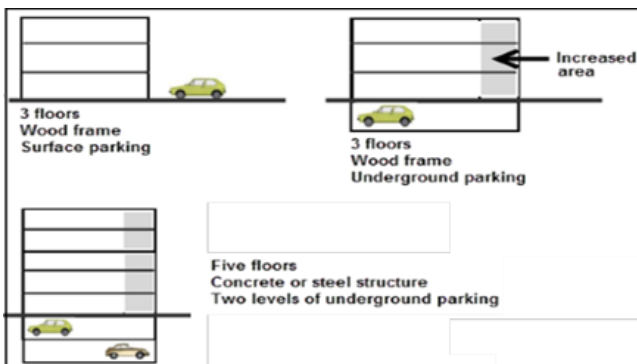 Increased
area
3 floors
Wood frame
Surface parking
3 floors
Wood frame
Underground parking
Five floors
Concrete or steel structure
Two levels of underground parking